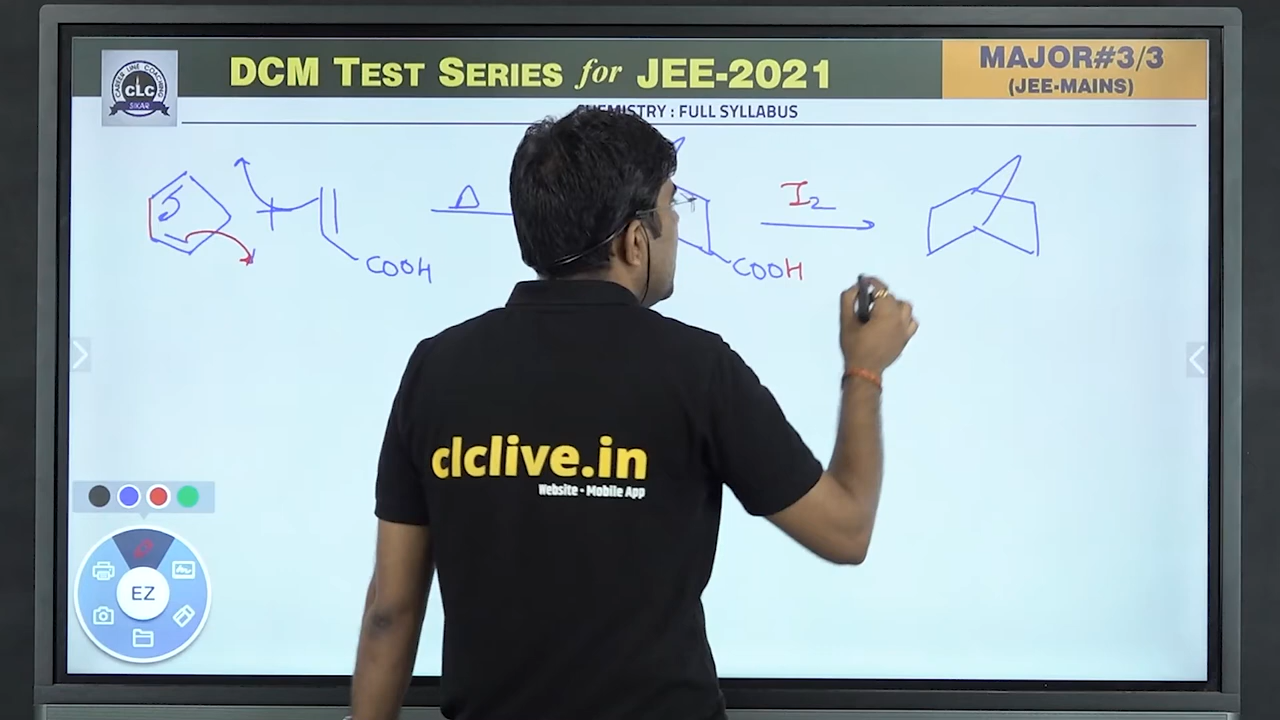 DCM TEST SERIES for JEE-2021
MAJOR#3/3
(JEE-MAINS)
CAREER LINE COACHING
CLC
SIKAR
CHEMISTRY : FULL SYLLABUS
Δ
COOH
COOH
I2
clclive.in
Website • Mobile App
EZ